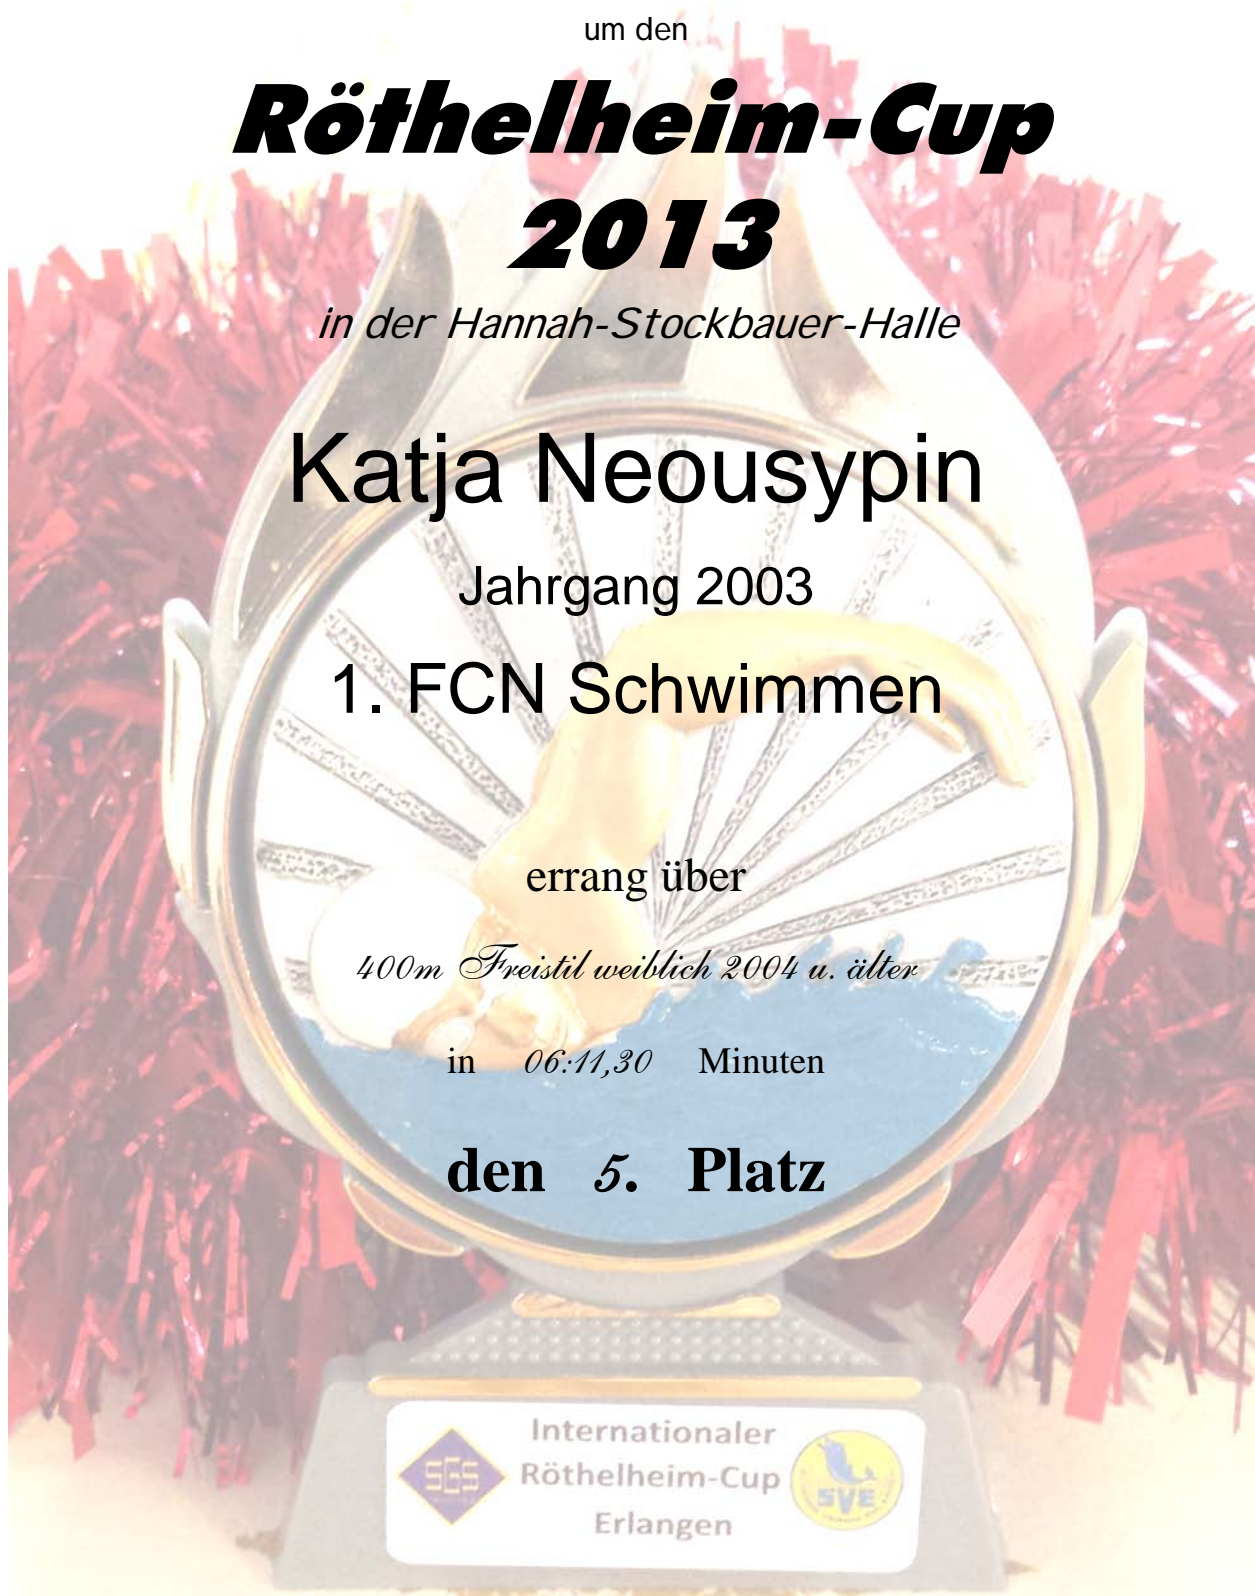 um den
Röthelheim-Cup
2013
in der Hannah-Stockbauer-Halle
Katja Neousypin
Jahrgang 2003
1. FCN Schwimmen
errang über
400m Freistil weiblich 2004 u. älter
in 06:11,30 Minuten
den 5. Platz
Internationaler
Röthelheim-Cup
Erlangen
SGS
SVE